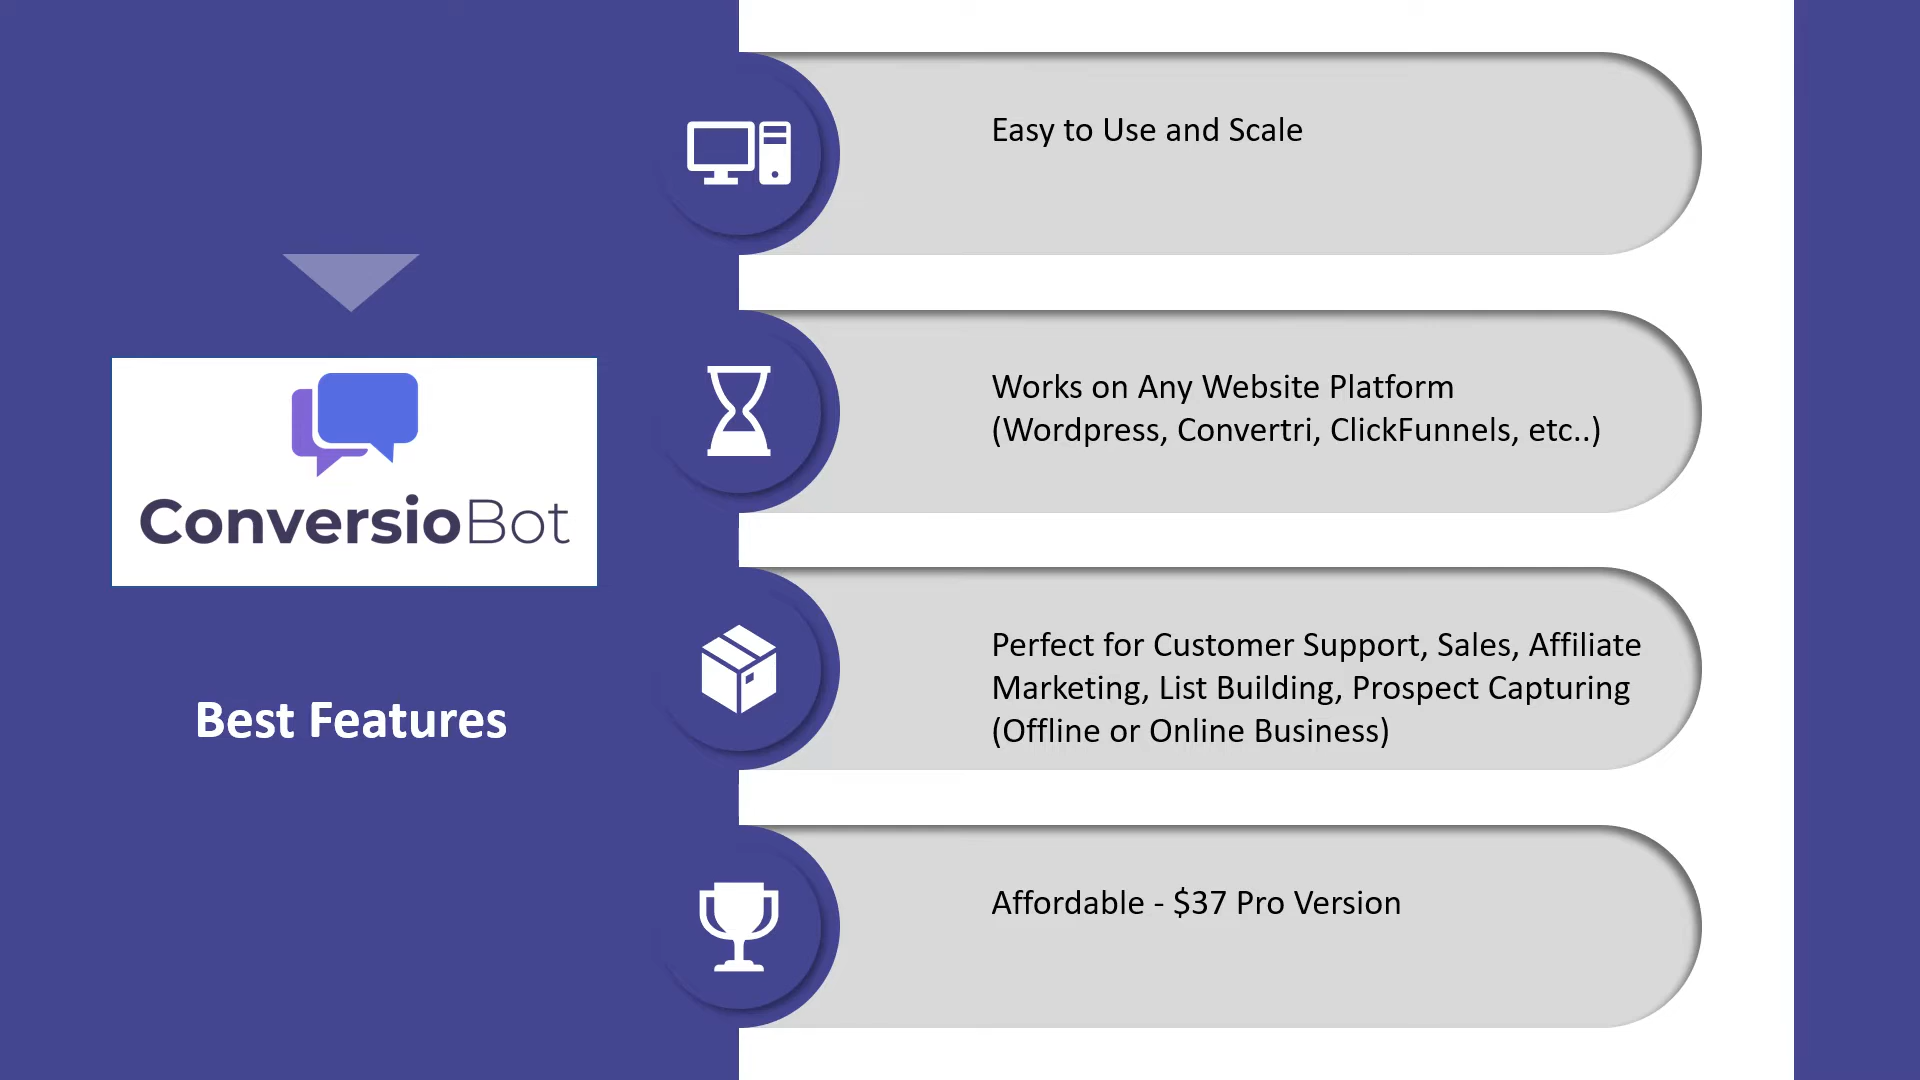 ConversioBot
Best Features
Easy to Use and Scale
Works on Any Website Platform
(Wordpress, Convertri, ClickFunnels, etc..)
Perfect for Customer Support, Sales, Affiliate
Marketing, List Building, Prospect Capturing
(Offline or Online Business)
Affordable - $37 Pro Version